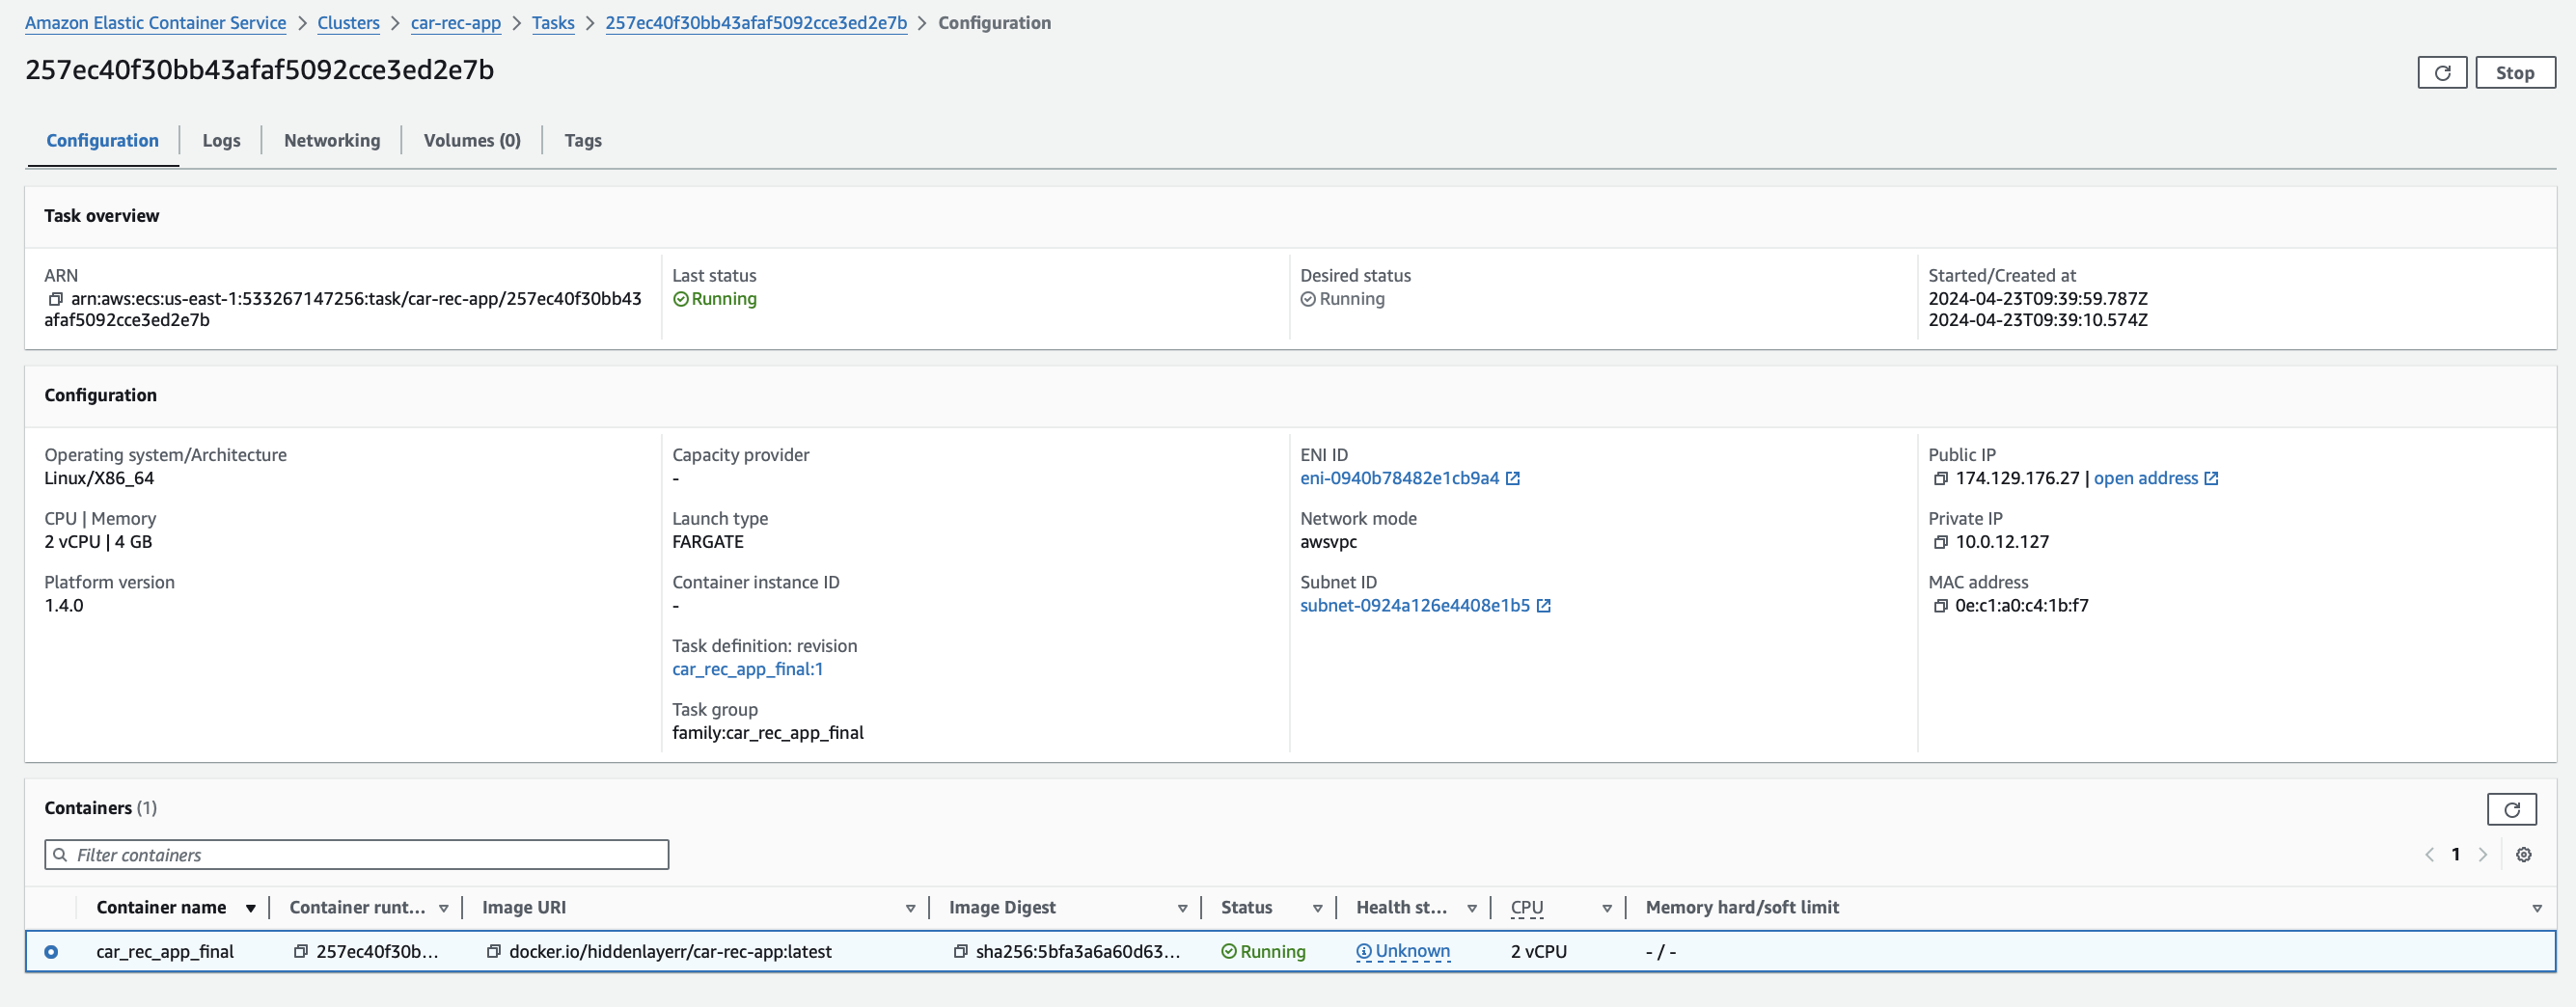 Amazon Elastic Container Service > Clusters > car-rec-app > Tasks > 257ec40f30bb43afaf5092cce3ed2e7b > Configuration
257ec40f30bb43afaf5092cce3ed2e7b
Stop
Configuration Logs Networking Volumes (0) Tags
Task overview
ARN
arn:aws:ecs:us-east-1:533267147256:task/car-rec-app/257ec40f30bb43
afaf5092cce3ed2e7b
Last status
Running
Desired status
Running
Started/Created at
2024-04-23T09:39:59.787Z
2024-04-23T09:39:10.574Z
Configuration
Operating system/Architecture
Linux/X86_64
CPU | Memory
2 vCPU | 4 GB
Platform version
1.4.0
Capacity provider
-
Launch type
FARGATE
Container instance ID
-
Task definition: revision
car_rec_app_final:1
Task group
family:car_rec_app_final
ENI ID
eni-0940b78482e1cb9a4
Network mode
awsvpc
Subnet ID
subnet-0924a126e4408e1b5
Public IP
174.129.176.27 | open address
Private IP
10.0.12.127
MAC address
0e:c1:a0:c4:1b:f7
Containers (1)
Filter containers
1
Container name Container runt... Image URI Image Digest Status Health st... CPU Memory hard/soft limit
car_rec_app_final 257ec40f30b... docker.io/hiddenlayerr/car-rec-app:latest sha256:5bfa3a6a60d63... Running Unknown 2 vCPU - / -